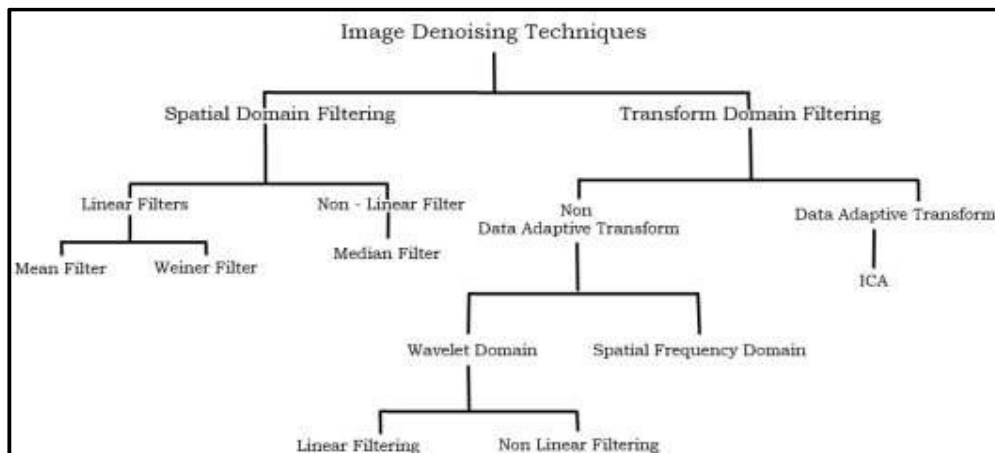 Image Denoising Techniques
Spatial Domain Filtering
Transform Domain Filtering
Linear Filters
Non - Linear Filter
Non
Data Adaptive Transform
Data Adaptive Transform
Mean Filter
Weiner Filter
Median Filter
ICA
Wavelet Domain
Spatial Frequency Domain
Linear Filtering
Non Linear Filtering